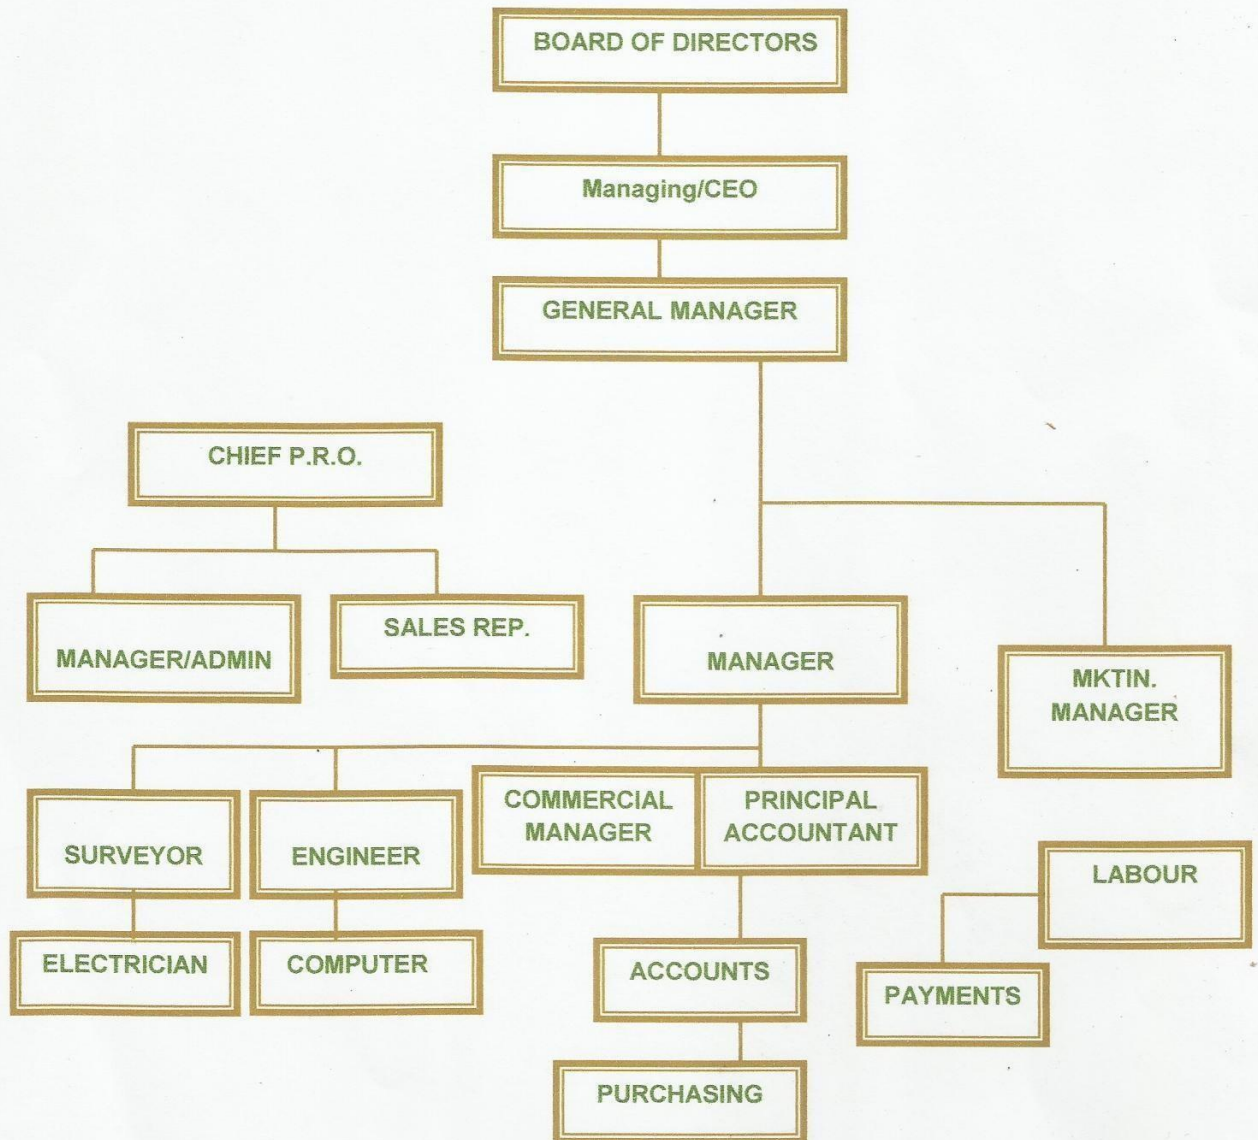 BOARD OF DIRECTORS
Managing/CEO
GENERAL MANAGER
CHIEF P.R.O.
MANAGER/ADMIN
SALES REP.
MANAGER
MKTIN.
MANAGER
SURVEYOR
ENGINEER
COMMERCIAL
MANAGER
PRINCIPAL
ACCOUNTANT
LABOUR
ELECTRICIAN
COMPUTER
ACCOUNTS
PAYMENTS
PURCHASING